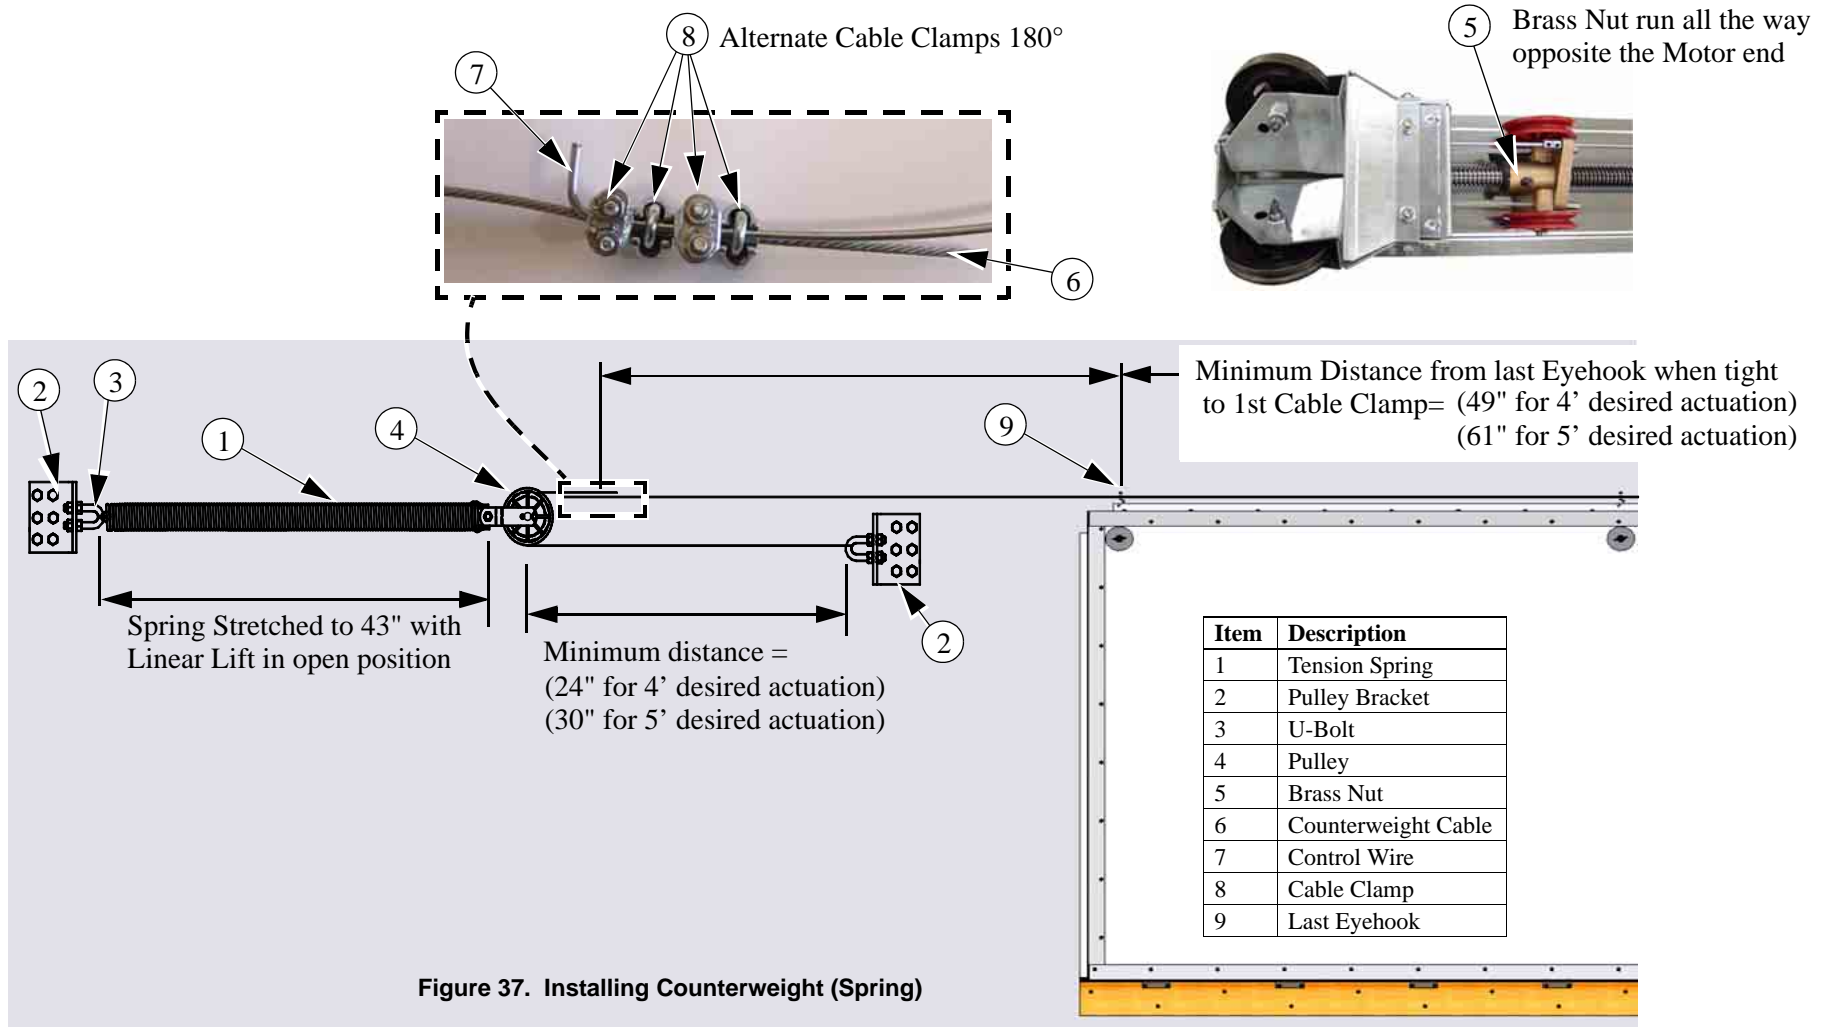 8 Alternate Cable Clamps 180°
7
6
5 Brass Nut run all the way
opposite the Motor end
Minimum Distance from last Eyehook when tight
to 1st Cable Clamp= (49" for 4’ desired actuation)
(61" for 5’ desired actuation)
2
3
1
4
9
2
Spring Stretched to 43" with
Linear Lift in open position
Minimum distance =
(24" for 4’ desired actuation)
(30" for 5’ desired actuation)
Item Description
1 Tension Spring
2 Pulley Bracket
3 U-Bolt
4 Pulley
5 Brass Nut
6 Counterweight Cable
7 Control Wire
8 Cable Clamp
9 Last Eyehook
Figure 37. Installing Counterweight (Spring)